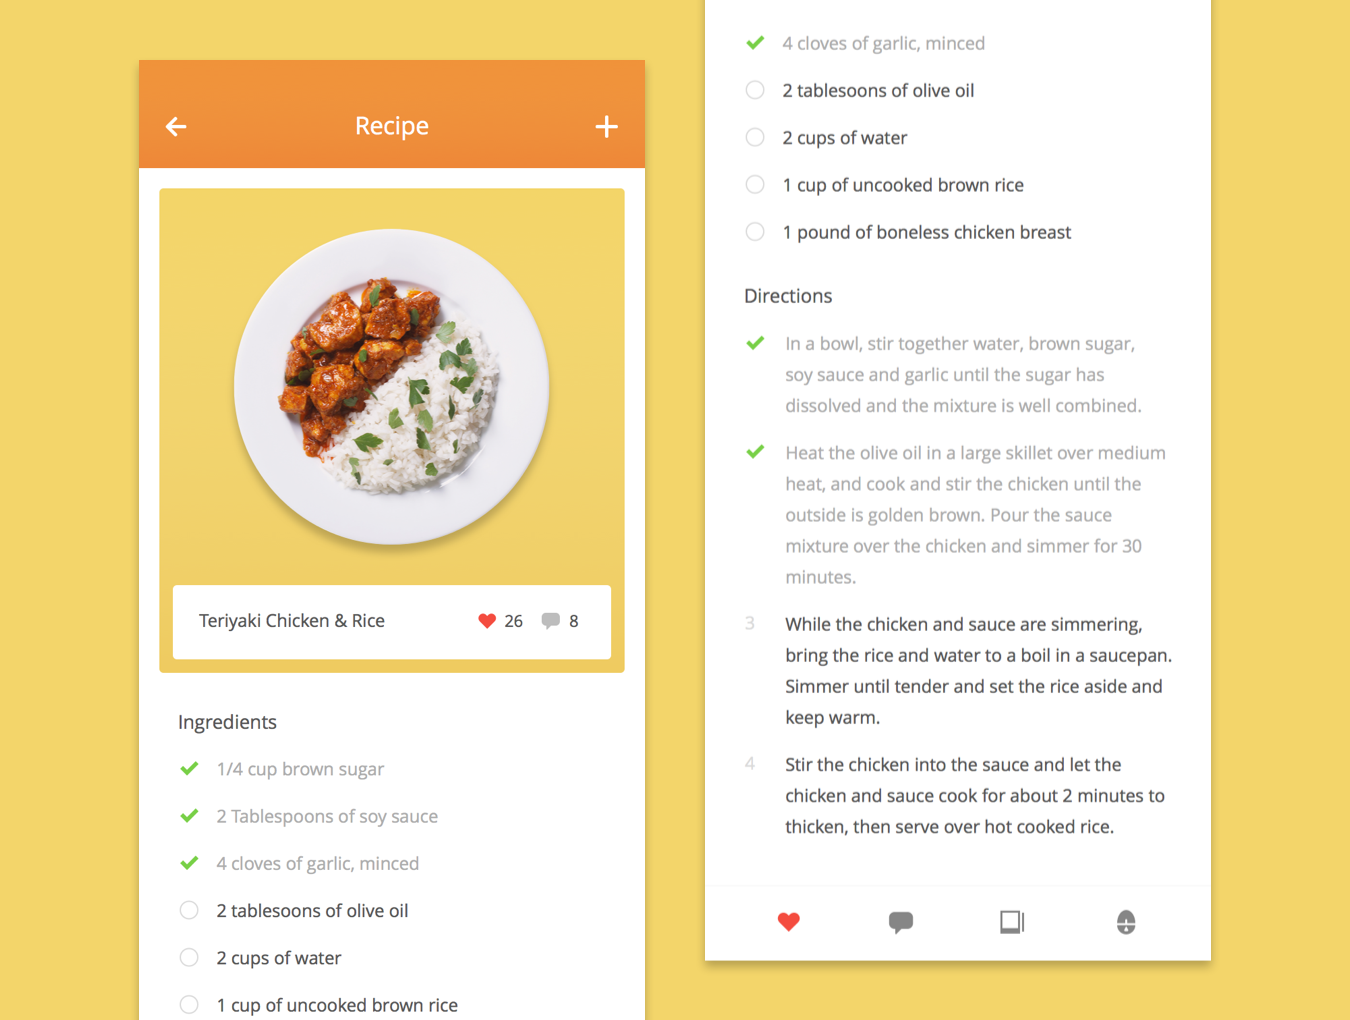 Recipe
Teriyaki Chicken & Rice
26
8
Ingredients
1/4 cup brown sugar
2 Tablespoons of soy sauce
4 cloves of garlic, minced
2 tablesoons of olive oil
2 cups of water
1 cup of uncooked brown rice
4 cloves of garlic, minced
2 tablesoons of olive oil
2 cups of water
1 cup of uncooked brown rice
1 pound of boneless chicken breast
Directions
In a bowl, stir together water, brown sugar,
soy sauce and garlic until the sugar has
dissolved and the mixture is well combined.
Heat the olive oil in a large skillet over medium
heat, and cook and stir the chicken until the
outside is golden brown. Pour the sauce
mixture over the chicken and simmer for 30
minutes.
3 While the chicken and sauce are simmering,
bring the rice and water to a boil in a saucepan.
Simmer until tender and set the rice aside and
keep warm.
4 Stir the chicken into the sauce and let the
chicken and sauce cook for about 2 minutes to
thicken, then serve over hot cooked rice.